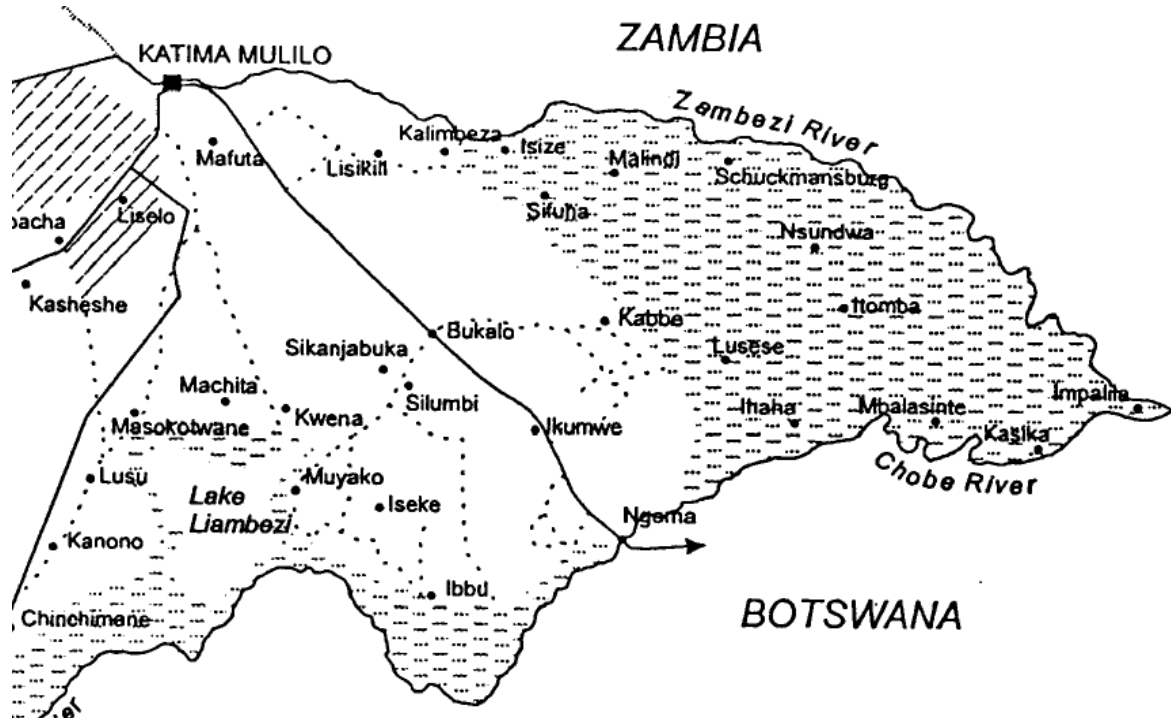 ZAMBIA
KATIMA MULILO
Zambezi River
Kalimbeza
Isize
Mafuta
Lisikili
Malindi
Schuckmansburg
Liselo
Sifuha
Nsundwa
Kasheshe
Itomba
Kabbe
Bukalo
Sikanjabuka
Lusese
Machita
Silumbi
Impalila
Kwena
Ihaha
Mbalasinte
Masokotwane
Ikumwe
Kasika
Chobe River
Lusu
Muyako
Lake
Liambezi
Iseke
Ngoma
Kanono
Ibbu
BOTSWANA
Chinchimane